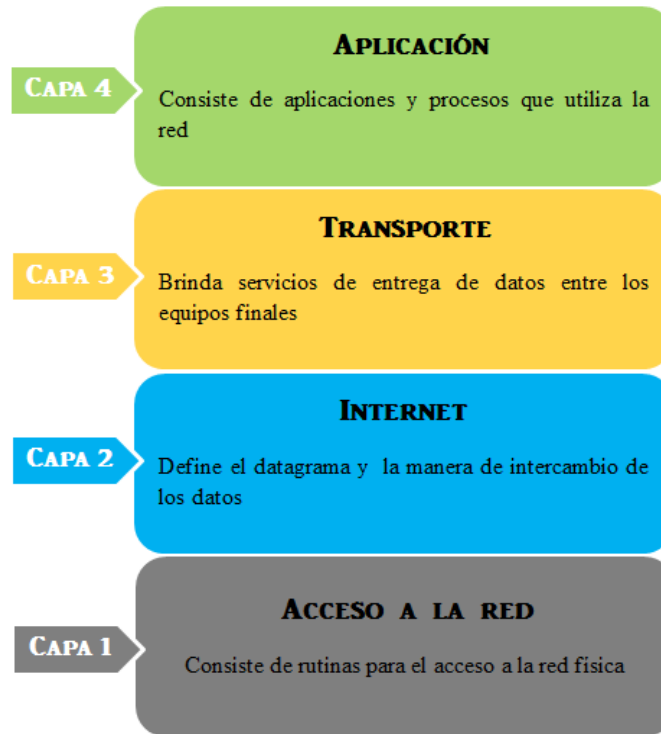 APLICACIÓN
CAPA 4
Consiste de aplicaciones y procesos que utiliza la
red
TRANSPORTE
CAPA 3
Brinda servicios de entrega de datos entre los
equipos finales
INTERNET
CAPA 2
Define el datagrama y la manera de intercambio de
los datos
ACCESO A LA RED
CAPA 1
Consiste de rutinas para el acceso a la red física